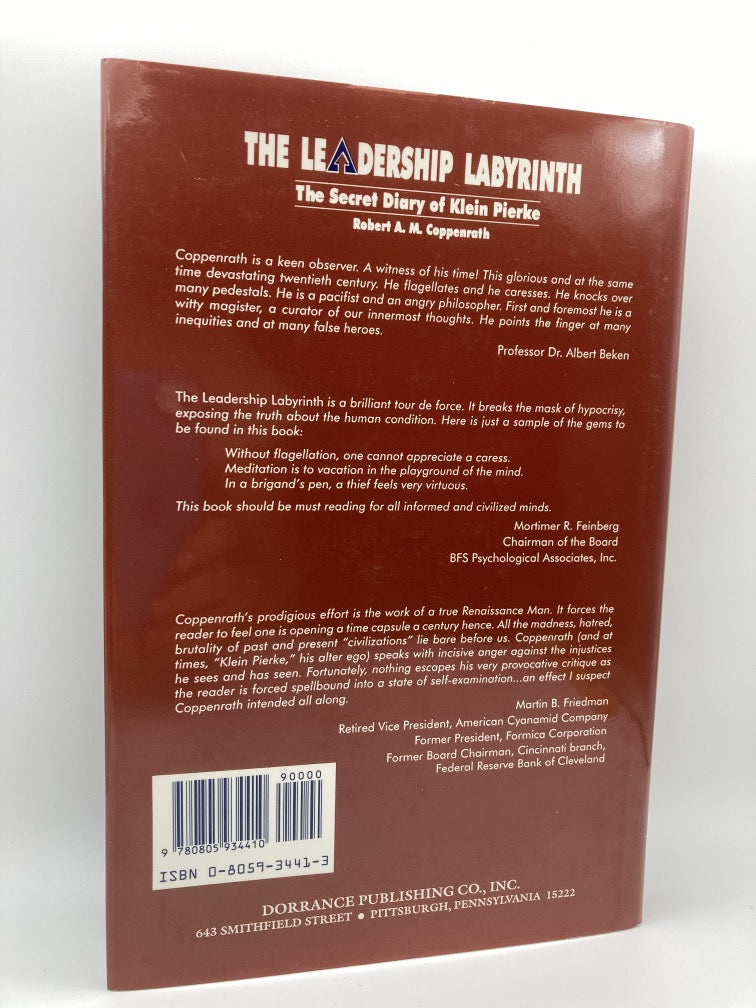 THE LEADERSHIP LABYRINTH
The Secret Diary of Klein Pierke
Robert A. M. Coppenrath
Coppenrath is a keen observer. A witness of his time! This glorious and at the same
time devastating twentieth century. He flagellates and he caresses. He knocks over
many pedestals. He is a pacifist and an angry philosopher. First and foremost he is a
witty magister, a curator of our innermost thoughts. He points the finger at many
inequities and at many false heroes.
Professor Dr. Albert Beken
The Leadership Labyrinth is a brilliant tour de force. It breaks the mask of hypocrisy,
exposing the truth about the human condition. Here is just a sample of the gems to
be found in this book:
Without flagellation, one cannot appreciate a caress.
Meditation is to vacation in the playground of the mind.
In a brigand's pen, a thief feels very virtuous.
This book should be must reading for all informed and civilized minds.
Mortimer R. Feinberg
Chairman of the Board
BFS Psychological Associates, Inc.
Coppenrath's prodigious effort is the work of a true Renaissance Man. It forces the
reader to feel one is opening a time capsule a century hence. All the madness, hatred,
brutality of past and present "civilizations" lie bare before us. Coppenrath (and at
times, "Klein Pierke," his alter ego) speaks with incisive anger against the injustices
he sees and has seen. Fortunately, nothing escapes his very provocative critique as
the reader is forced spellbound into a state of self-examination...an effect I suspect
Coppenrath intended all along.
Martin B. Friedman
Retired Vice President, American Cyanamid Company
Former President, Formica Corporation
Former Board Chairman, Cincinnati branch,
Federal Reserve Bank of Cleveland
90000
9 780805 934410
ISBN 0-8059-3441-3
DORRANCE PUBLISHING CO., INC.
643 SMITHFIELD STREET ● PITTSBURGH, PENNSYLVANIA 15222